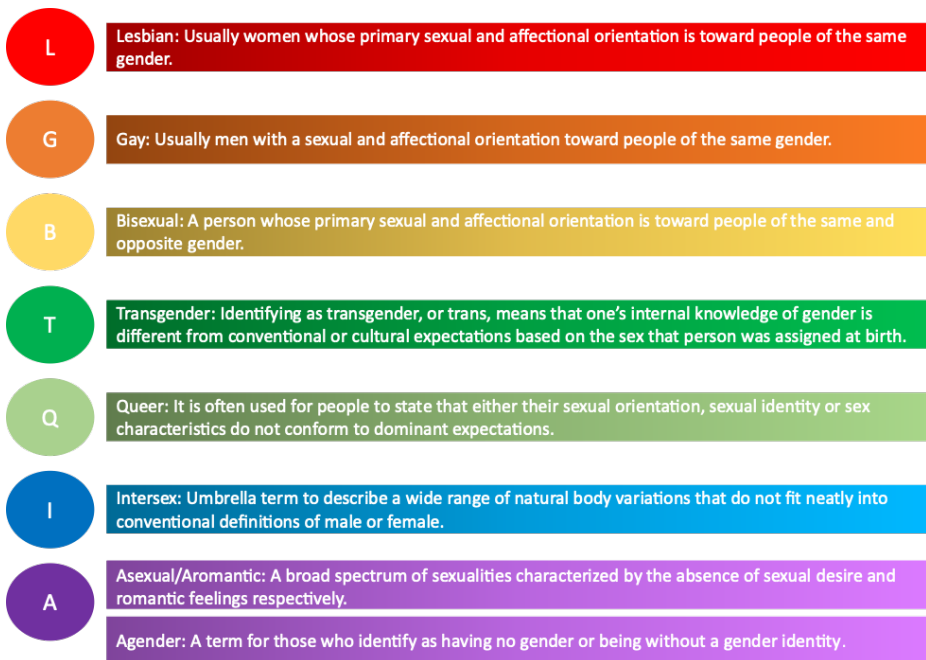 L
Lesbian: Usually women whose primary sexual and affectional orientation is toward people of the same
gender.
G
Gay: Usually men with a sexual and affectional orientation toward people of the same gender.
B
Bisexual: A person whose primary sexual and affectional orientation is toward people of the same and
opposite gender.
T
Transgender: Identifying as transgender, or trans, means that one’s internal knowledge of gender is
different from conventional or cultural expectations based on the sex that person was assigned at birth.
Q
Queer: It is often used for people to state that either their sexual orientation, sexual identity or sex
characteristics do not conform to dominant expectations.
I
Intersex: Umbrella term to describe a wide range of natural body variations that do not fit neatly into
conventional definitions of male or female.
A
Asexual/Aromantic: A broad spectrum of sexualities characterized by the absence of sexual desire and
romantic feelings respectively.
Agender: A term for those who identify as having no gender or being without a gender identity.